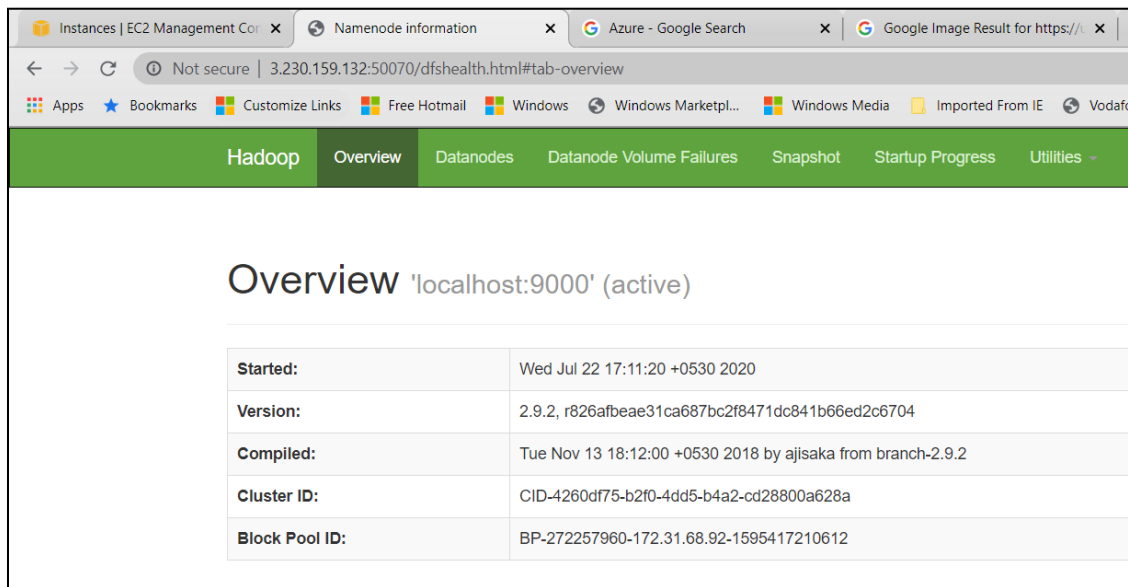 Instances | EC2 Management Cor
Namenode information
Azure - Google Search
Google Image Result for https://
Not secure | 3.230.159.132:50070/dfshealth.html#tab-overview
Apps Bookmarks Customize Links Free Hotmail Windows Windows Marketpl... Windows Media Imported From IE Vodaf
Hadoop Overview Datanodes Datanode Volume Failures Snapshot Startup Progress Utilities
Overview 'localhost:9000' (active)
Started: Wed Jul 22 17:11:20 +0530 2020
Version: 2.9.2, r826afbeae31ca687bc2f8471dc841b66ed2c6704
Compiled: Tue Nov 13 18:12:00 +0530 2018 by ajisaka from branch-2.9.2
Cluster ID: CID-4260df75-b2f0-4dd5-b4a2-cd28800a628a
Block Pool ID: BP-272257960-172.31.68.92-1595417210612